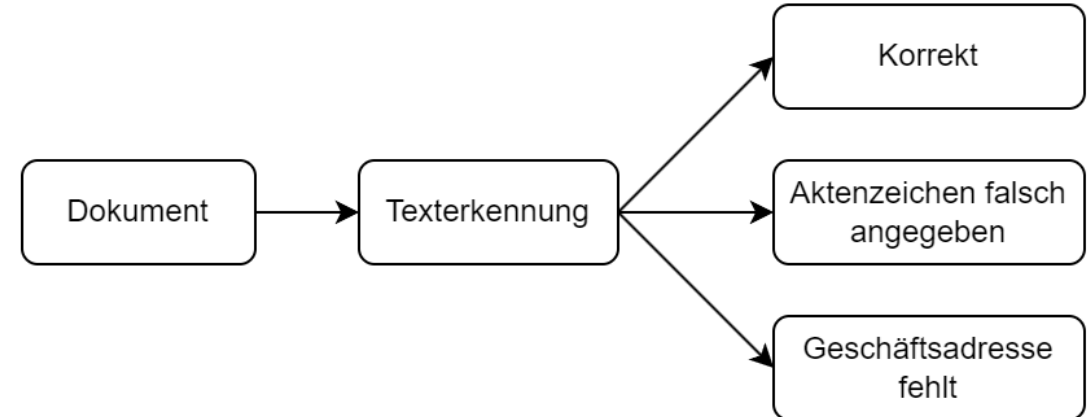 Dokument
Texterkennung
Korrekt
Aktenzeichen falsch
angegeben
Geschäftsadresse
fehlt